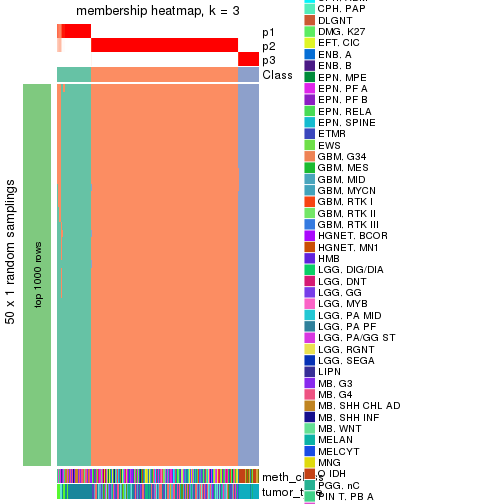 membership heatmap, k = 3
p1
p2
p3
Class
50 x 1 random samplings
top 1000 rows
meth_
tumor_
CPH. PAP
DLGNT
DMG. K27
EFT. CIC
ENB. A
ENB. B
EPN. MPE
EPN. PF A
EPN. PF B
EPN. RELA
EPN. SPINE
ETMR
EWS
GBM. G34
GBM. MES
GBM. MID
GBM. MYCN
GBM. RTK I
GBM. RTK II
GBM. RTK III
HGNET. BCOR
HGNET. MN1
HMB
LGG. DIG/DIA
LGG. DNT
LGG. GG
LGG. MYB
LGG. PA MID
LGG. PA PF
LGG. PA/GG ST
LGG. RGNT
LGG. SEGA
LIPN
MB. G3
MB. G4
MB. SHH CHL AD
MB. SHH INF
MB. WNT
MELAN
MELCYT
MNG
O IDH
PGG. nC
PIN T. PB A